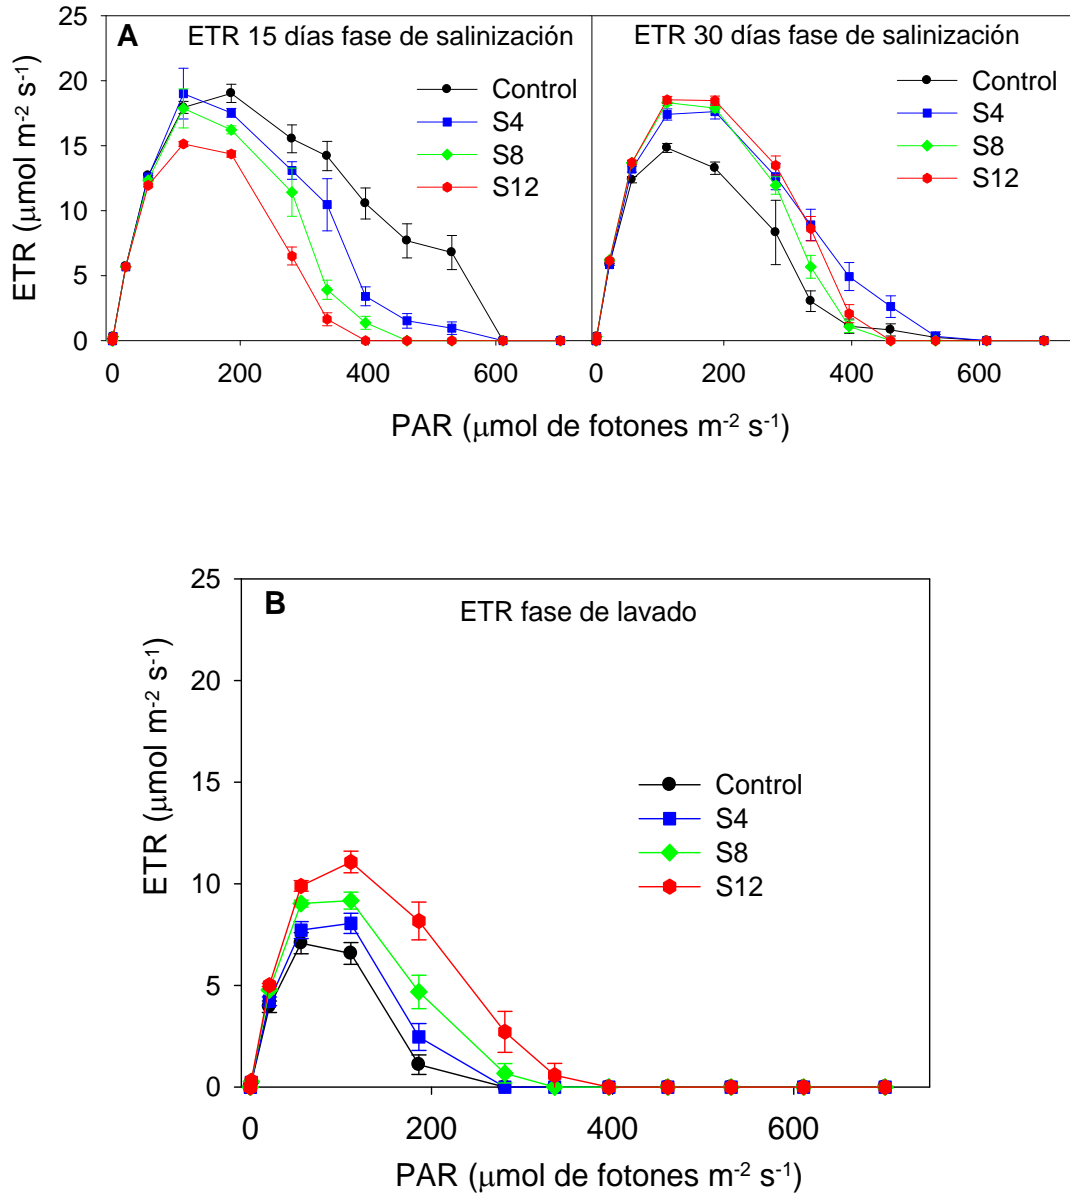 A
ETR 15 días fase de salinización
ETR 30 días fase de salinización
25
20
15
10
5
0
ETR (μmol m-2 s-1)
Control
S4
S8
S12
Control
S4
S8
S12
0 200 400 600
0 200 400 600
PAR (μmol de fotones m-2 s-1)
B
ETR fase de lavado
25
20
15
10
5
0
ETR (μmol m-2 s-1)
Control
S4
S8
S12
0 200 400 600
PAR (μmol de fotones m-2 s-1)